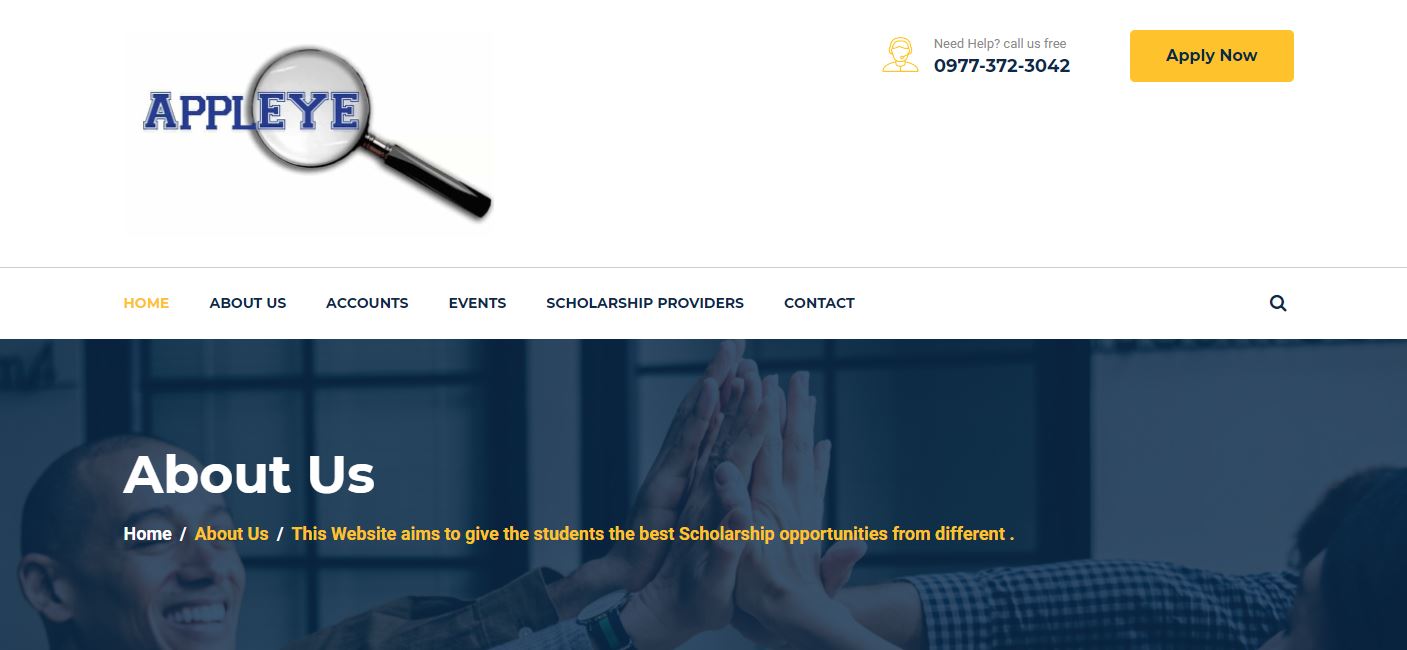 APPLEYE
Need Help? call us free
0977-372-3042
Apply Now
HOME ABOUT US ACCOUNTS EVENTS SCHOLARSHIP PROVIDERS CONTACT
About Us
Home / About Us / This Website aims to give the students the best Scholarship opportunities from different .